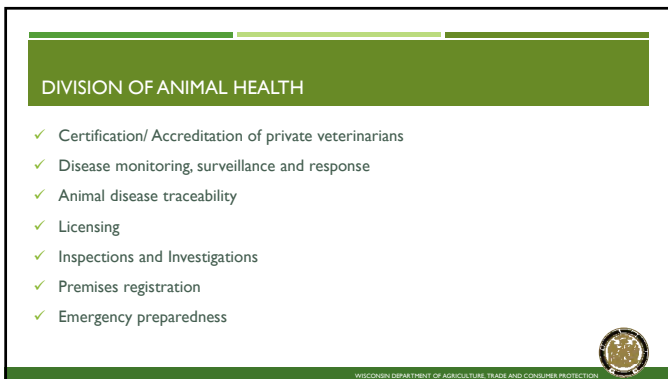 DIVISION OF ANIMAL HEALTH
✓ Certification/ Accreditation of private veterinarians
✓ Disease monitoring, surveillance and response
✓ Animal disease traceability
✓ Licensing
✓ Inspections and Investigations
✓ Premises registration
✓ Emergency preparedness
WISCONSIN DEPARTMENT OF AGRICULTURE, TRADE AND CONSUMER PROTECTION